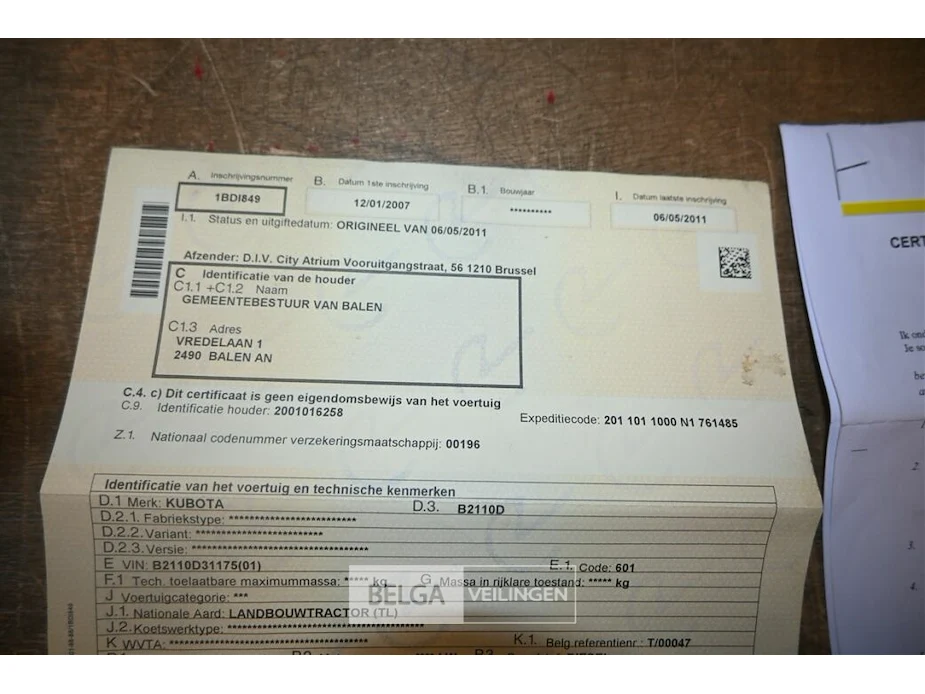 A. Inschrijvingsnummer B. Datum 1ste inschrijving B.1. Bouwjaar I. Datum laatste inschrijving
1BDI849 12/01/2007 ********** 06/05/2011
I.1. Status en uitgiftedatum: ORIGINEEL VAN 06/05/2011
Afzender: D.I.V. City Atrium Vooruitgangstraat, 56 1210 Brussel
C Identificatie van de houder
C1.1 +C1.2 Naam
GEMEENTEBESTUUR VAN BALEN
C1.3 Adres
VREDELAAN 1
2490 BALEN AN
C.4. c) Dit certificaat is geen eigendomsbewijs van het voertuig
C.9. Identificatie houder: 2001016258
Expeditiecode: 201 101 1000 N1 761485
Z.1. Nationaal codenummer verzekeringsmaatschappij: 00196
Identificatie van het voertuig en technische kenmerken
D.1 Merk: KUBOTA D.3. B2110D
D.2.1. Fabriekstype: **************************
D.2.2. Variant: **************************
D.2.3. Versie: ************************************
E VIN: B2110D31175(01) E.1. Code: 601
F.1 Tech. toelaatbare maximummassa: ***** kg G Massa in rijklare toestand: ***** kg
J Voertuigcategorie: ***
J.1. Nationale Aard: LANDBOUWTRACTOR (TL)
J.2. Koetswerktype: ****************************************
K WVTA: **************************************** K.1. Belg referentienr.: T/00047
BELGA VEILINGEN
CERT
Ik
Je
2.
3.
4.